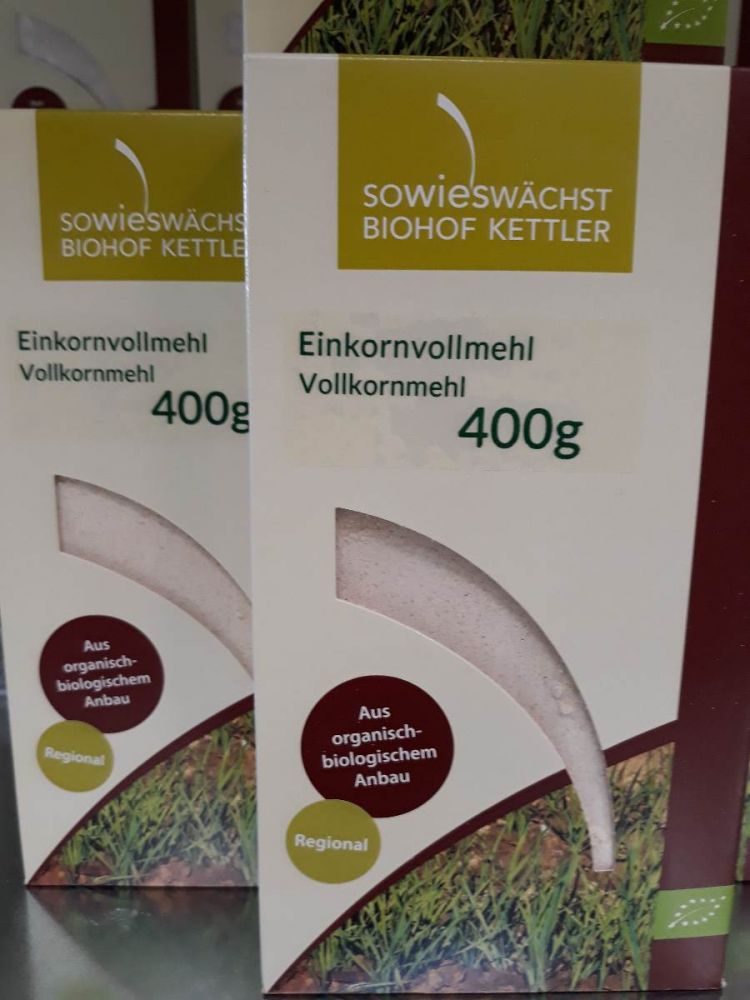 SOwiesWÄCHS
BIOHOF KETTLE
Einkornvollmehl
Vollkornmehl
400g
Aus
organisch-
biologischem
Anbau
Regional
SOwiesWÄCHST
BIOHOF KETTLER
Einkornvollmehl
Vollkornmehl
400g
Aus
organisch-
biologischem
Anbau
Regional